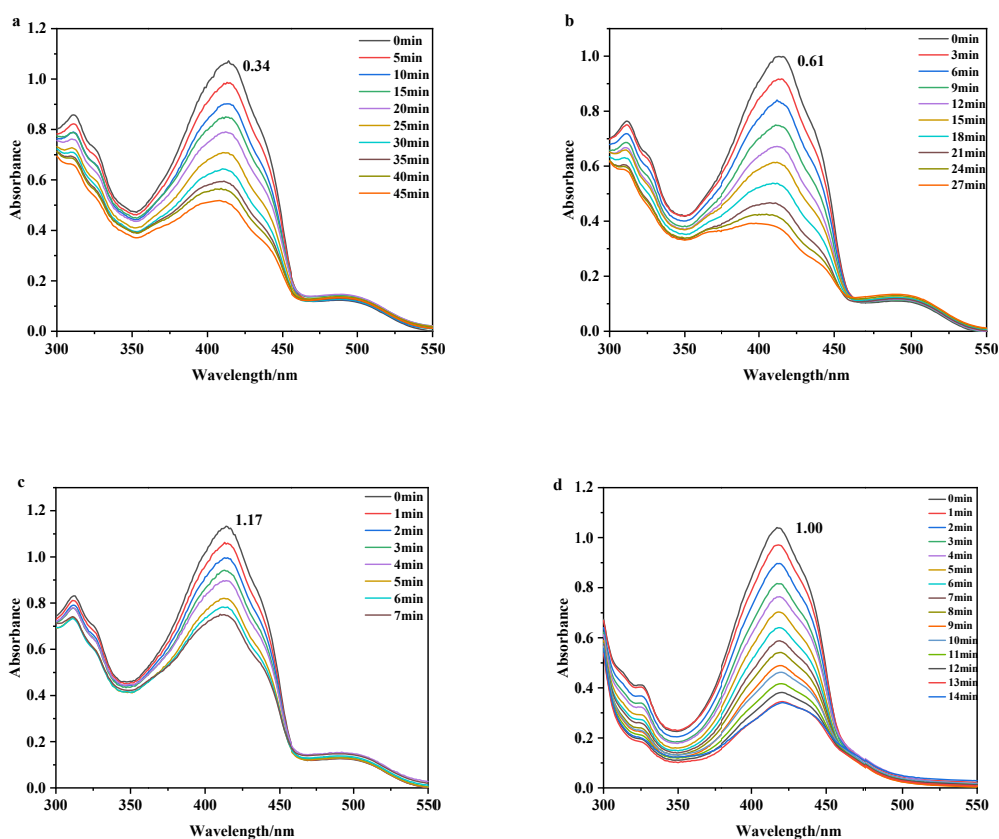 a
1.2
1.0
0.8
0.6
0.4
0.2
0.0
Absorbance
300
350
400
450
500
550
Wavelength/nm
0.34
0min
5min
10min
15min
20min
25min
30min
35min
40min
45min
b
1.0
0.8
0.6
0.4
0.2
0.0
Absorbance
300
350
400
450
500
550
Wavelength/nm
0.61
0min
3min
6min
9min
12min
15min
18min
21min
24min
27min
c
1.2
1.0
0.8
0.6
0.4
0.2
0.0
Absorbance
300
350
400
450
500
550
Wavelength/nm
1.17
0min
1min
2min
3min
4min
5min
6min
7min
d
1.2
1.0
0.8
0.6
0.4
0.2
0.0
Absorbance
300
350
400
450
500
550
Wavelength/nm
1.00
0min
1min
2min
3min
4min
5min
6min
7min
8min
9min
10min
11min
12min
13min
14min